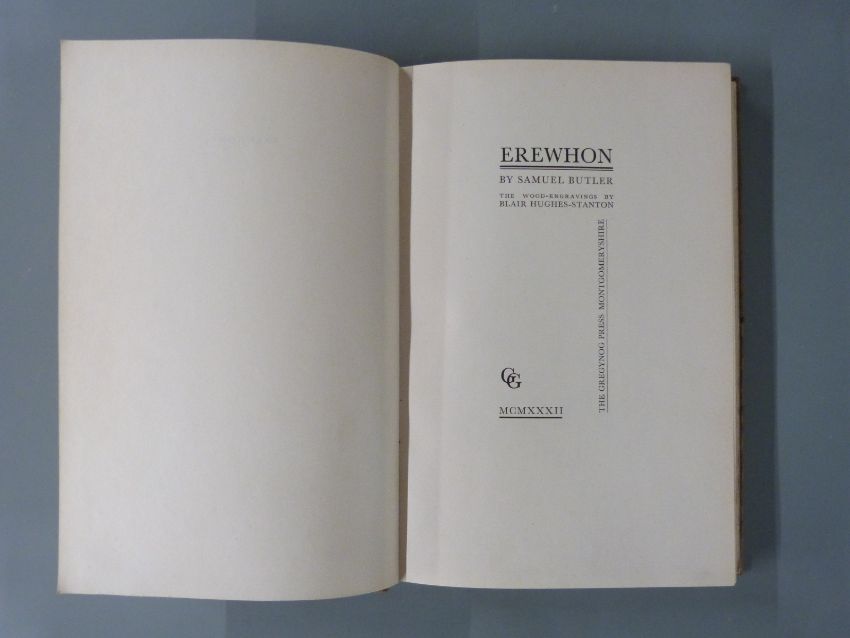 EREWHON
BY SAMUEL BUTLER
THE WOOD-ENGRAVINGS BY
BLAIR HUGHES-STANTON
THE GREGYNOG PRESS MONTGOMERYSHIRE
GG
MCMXXXII